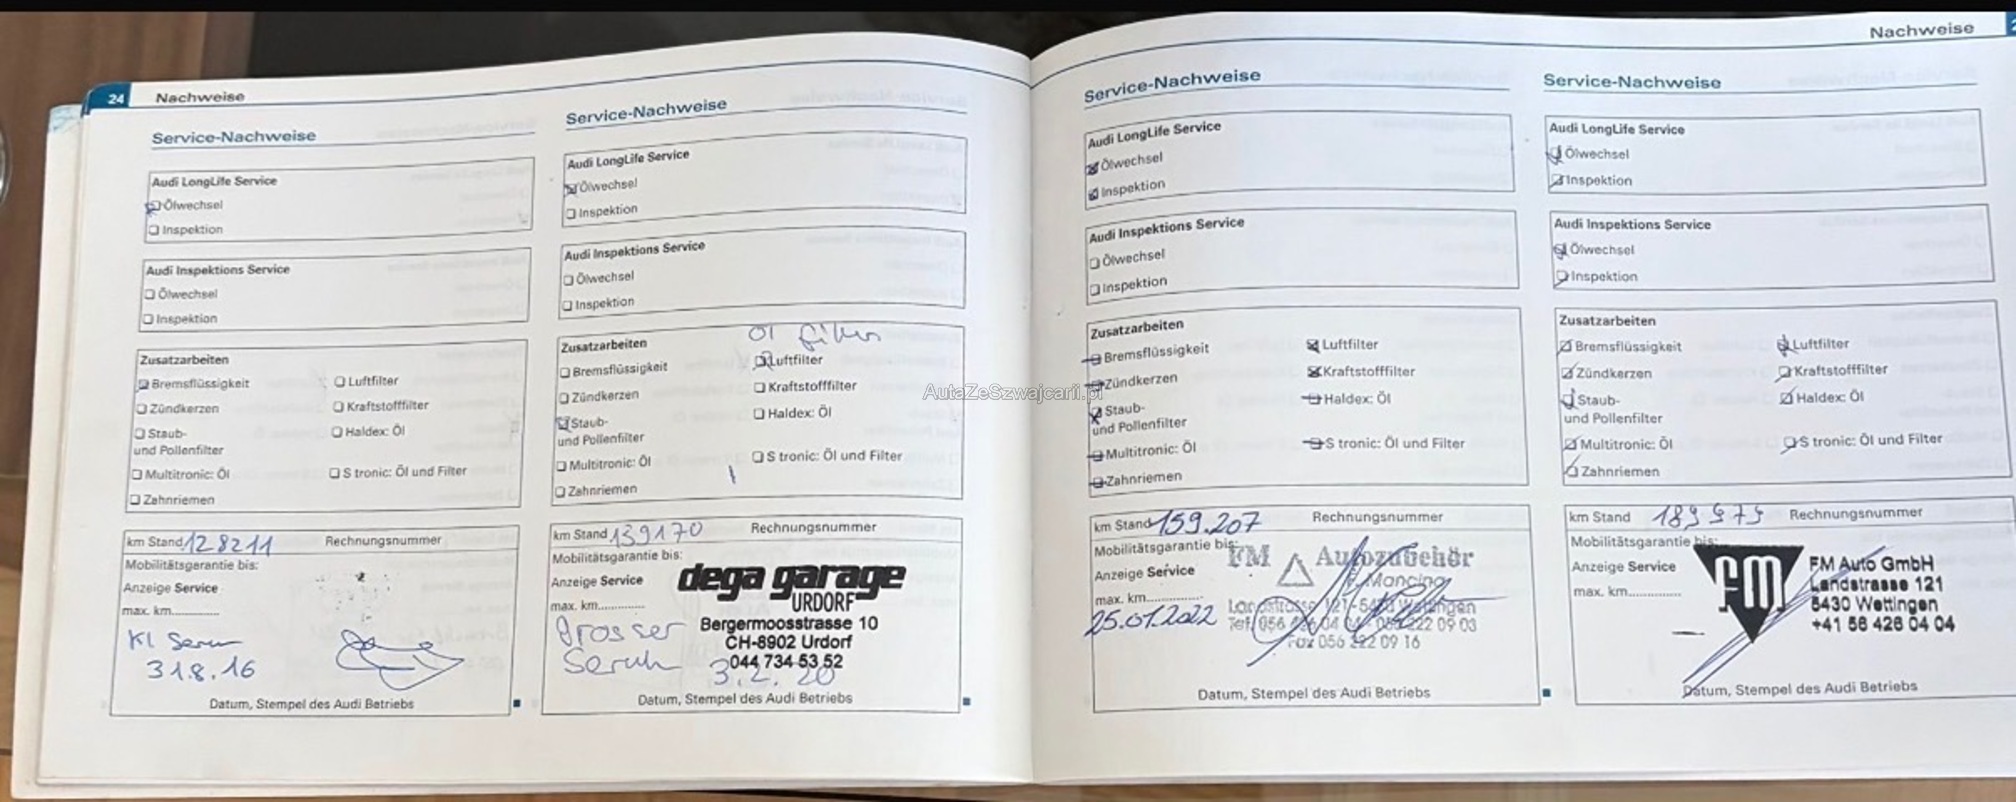 24 Nachweise
Service-Nachweise
Audi LongLife Service
Ölwechsel
Inspektion
Audi Inspektions Service
Ölwechsel
Inspektion
Zusatzarbeiten
Bremsflüssigkeit
Luftfilter
Zündkerzen
Kraftstofffilter
Staub-
und Pollenfilter
Haldex: Öl
Multitronic: Öl
S tronic: Öl und Filter
Zahnriemen
km Stand 128211 Rechnungsnummer
Mobilitätsgarantie bis:
Anzeige Service
max. km..............
Kl
31.8.16
Datum, Stempel des Audi Betriebs
Service-Nachweise
Audi LongLife Service
Ölwechsel
Inspektion
Audi Inspektions Service
Ölwechsel
Inspektion
Öl Filter
Zusatzarbeiten
Bremsflüssigkeit
Luftfilter
Zündkerzen
Kraftstofffilter
Staub-
und Pollenfilter
Haldex: Öl
Multitronic: Öl
S tronic: Öl und Filter
Zahnriemen
km Stand 139170 Rechnungsnummer
Mobilitätsgarantie bis:
Anzeige Service
max. km..............
dega garage
URDORF
Bergermoosstrasse 10
CH-8902 Urdorf
044 734 53 52
Grosser
3.2.20
Datum, Stempel des Audi Betriebs
AutaZeSzwajcarii.pl
Nachweise
Service-Nachweise
Audi LongLife Service
Ölwechsel
Inspektion
Audi Inspektions Service
Ölwechsel
Inspektion
Zusatzarbeiten
Bremsflüssigkeit
Luftfilter
Zündkerzen
Kraftstofffilter
Staub-
und Pollenfilter
Haldex: Öl
Multitronic: Öl
S tronic: Öl und Filter
Zahnriemen
km Stand 159.207 Rechnungsnummer
Mobilitätsgarantie bis:
Anzeige Service
max. km..............
25.01.2022
FM Autozubehör
Mancino
Landstrasse 121 - 5430 Wettingen
Fax 056 222 09 16
Datum, Stempel des Audi Betriebs
Service-Nachweise
Audi LongLife Service
Ölwechsel
Inspektion
Audi Inspektions Service
Ölwechsel
Inspektion
Zusatzarbeiten
Bremsflüssigkeit
Luftfilter
Zündkerzen
Kraftstofffilter
Staub-
und Pollenfilter
Haldex: Öl
Multitronic: Öl
S tronic: Öl und Filter
Zahnriemen
km Stand Rechnungsnummer
Mobilitätsgarantie bis:
Anzeige Service
max. km..............
FM
FM Auto GmbH
Landstrasse 121
5430 Wettingen
+41 56 426 04 04
Datum, Stempel des Audi Betriebs